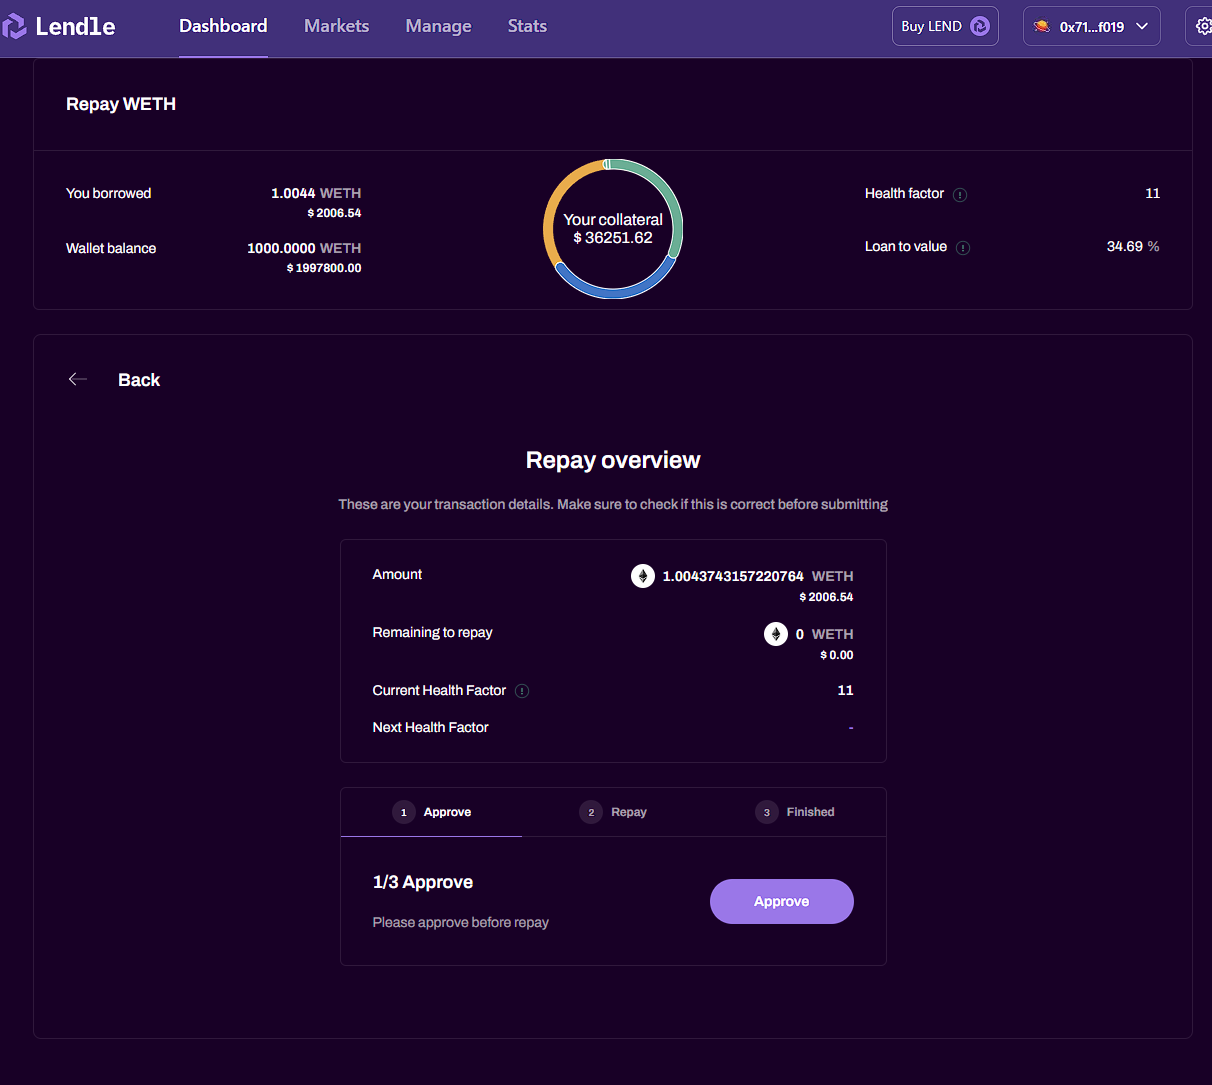 Lendle Dashboard Markets Manage Stats Buy LEND 0x71...f019
Repay WETH
You borrowed 1.0044 WETH
$ 2006.54
Wallet balance 1000.0000 WETH
$ 1997800.00
Your collateral
$ 36251.62
Health factor ! 11
Loan to value ! 34.69 %
Back
Repay overview
These are your transaction details. Make sure to check if this is correct before submitting
Amount 1.0043743157220764 WETH
$ 2006.54
Remaining to repay 0 WETH
$ 0.00
Current Health Factor ! 11
Next Health Factor -
1 Approve 2 Repay 3 Finished
1/3 Approve
Please approve before repay
Approve